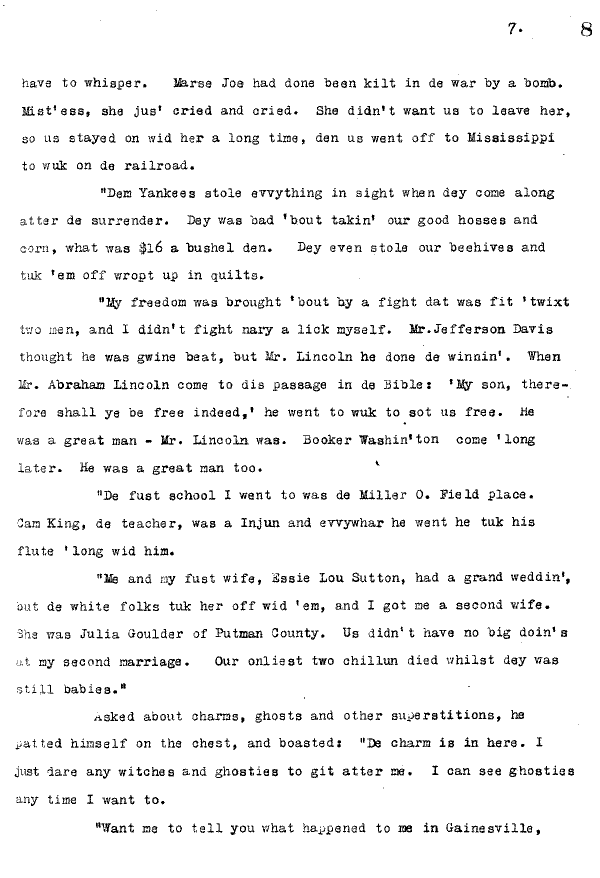 7. 8
have to whisper. Marse Joe had done been kilt in de war by a bomb.
Mist'ess, she jus' cried and cried. She didn't want us to leave her,
so us stayed on wid her a long time, den us went off to Mississippi
to wuk on de railroad.
"Dem Yankees stole evvything in sight when dey come along
atter de surrender. Dey was bad 'bout takin' our good hosses and
corn, what was $16 a bushel den. Dey even stole our beehives and
tuk 'em off wropt up in quilts.
"My freedom was brought 'bout by a fight dat was fit 'twixt
two men, and I didn't fight nary a lick myself. Mr.Jefferson Davis
thought he was gwine beat, but Mr. Lincoln he done de winnin'. When
Mr. Abraham Lincoln come to dis passage in de Bible: 'My son, there-
fore shall ye be free indeed,' he went to wuk to sot us free. He
was a great man - Mr. Lincoln was. Booker Washin'ton come 'long
later. He was a great man too.
"De fust school I went to was de Miller O. Field place.
Cam King, de teacher, was a Injun and evvywhar he went he tuk his
flute 'long wid him.
"Me and my fust wife, Essie Lou Sutton, had a grand weddin',
but de white folks tuk her off wid 'em, and I got me a second wife.
She was Julia Goulder of Putman County. Us didn't have no big doin's
at my second marriage. Our onliest two chillun died whilst dey was
still babies."
Asked about charms, ghosts and other superstitions, he
patted himself on the chest, and boasted: "De charm is in here. I
just dare any witches and ghosties to git atter me. I can see ghosties
any time I want to.
"Want me to tell you what happened to me in Gainesville,